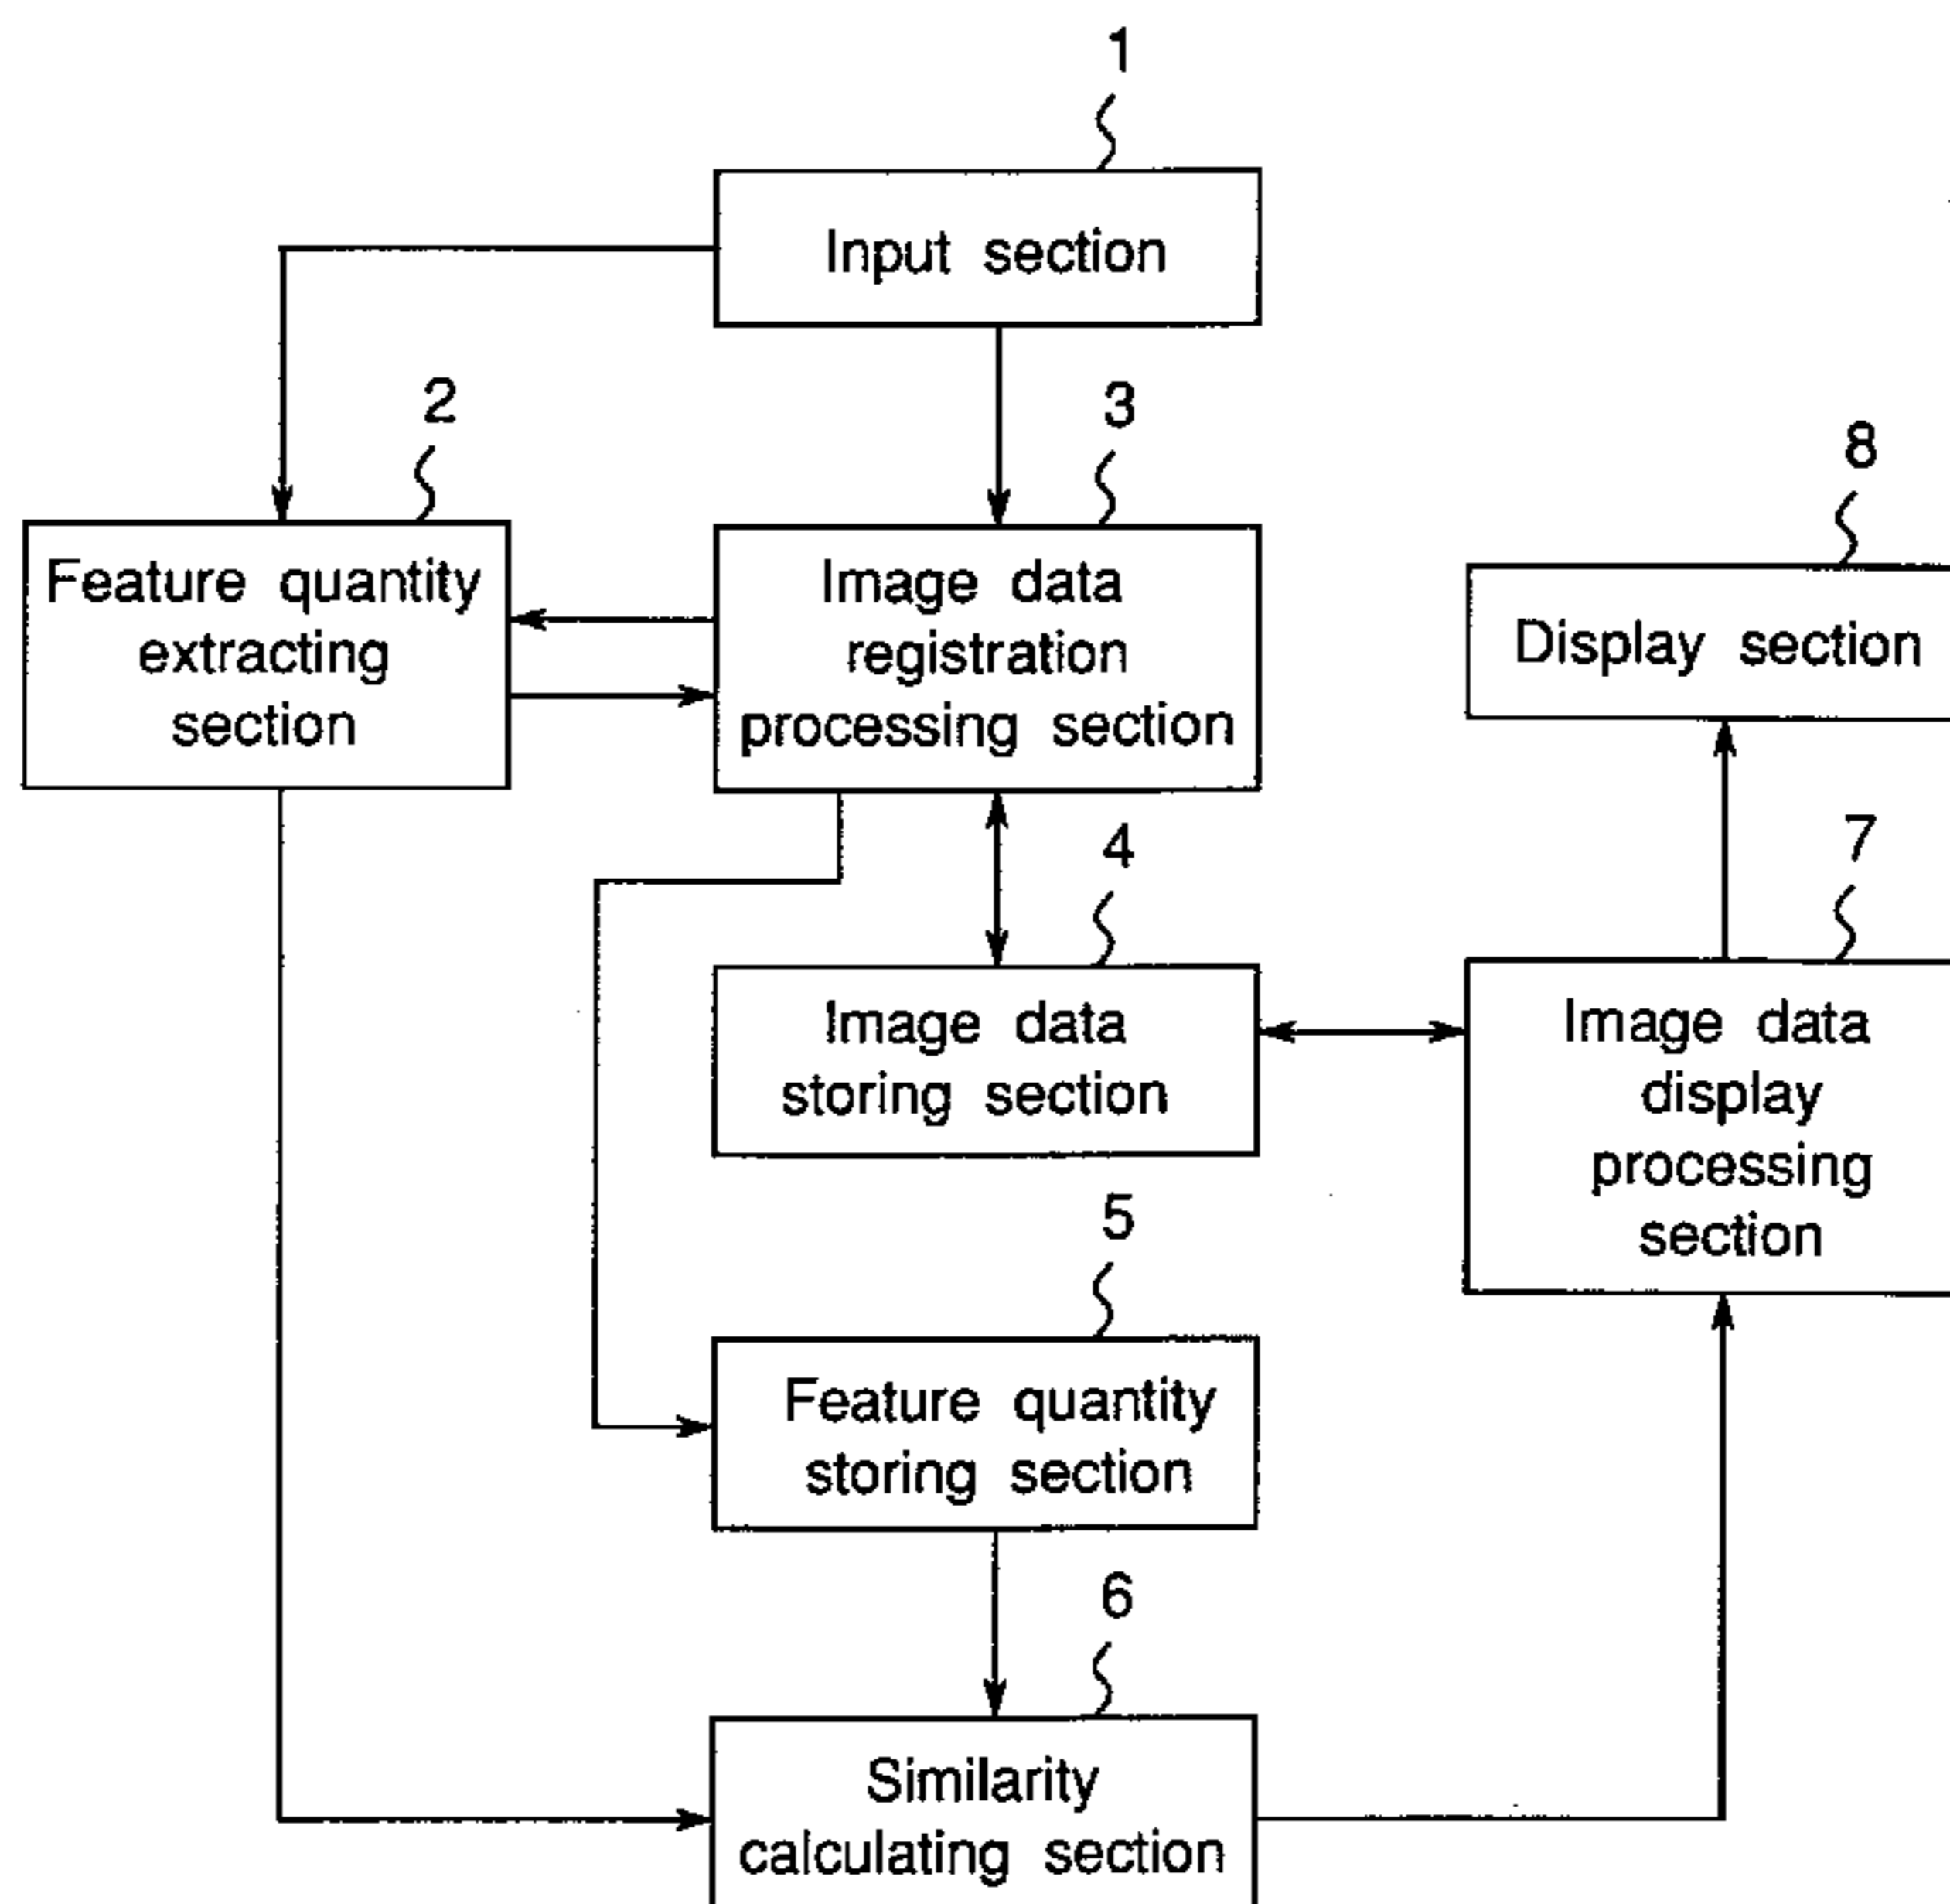 1
Input section
2
Feature quantity
extracting
section
3
Image data
registration
processing section
8
Display section
4
Image data
storing section
7
Image data
display
processing
section
5
Feature quantity
storing section
6
Similarity
calculating section